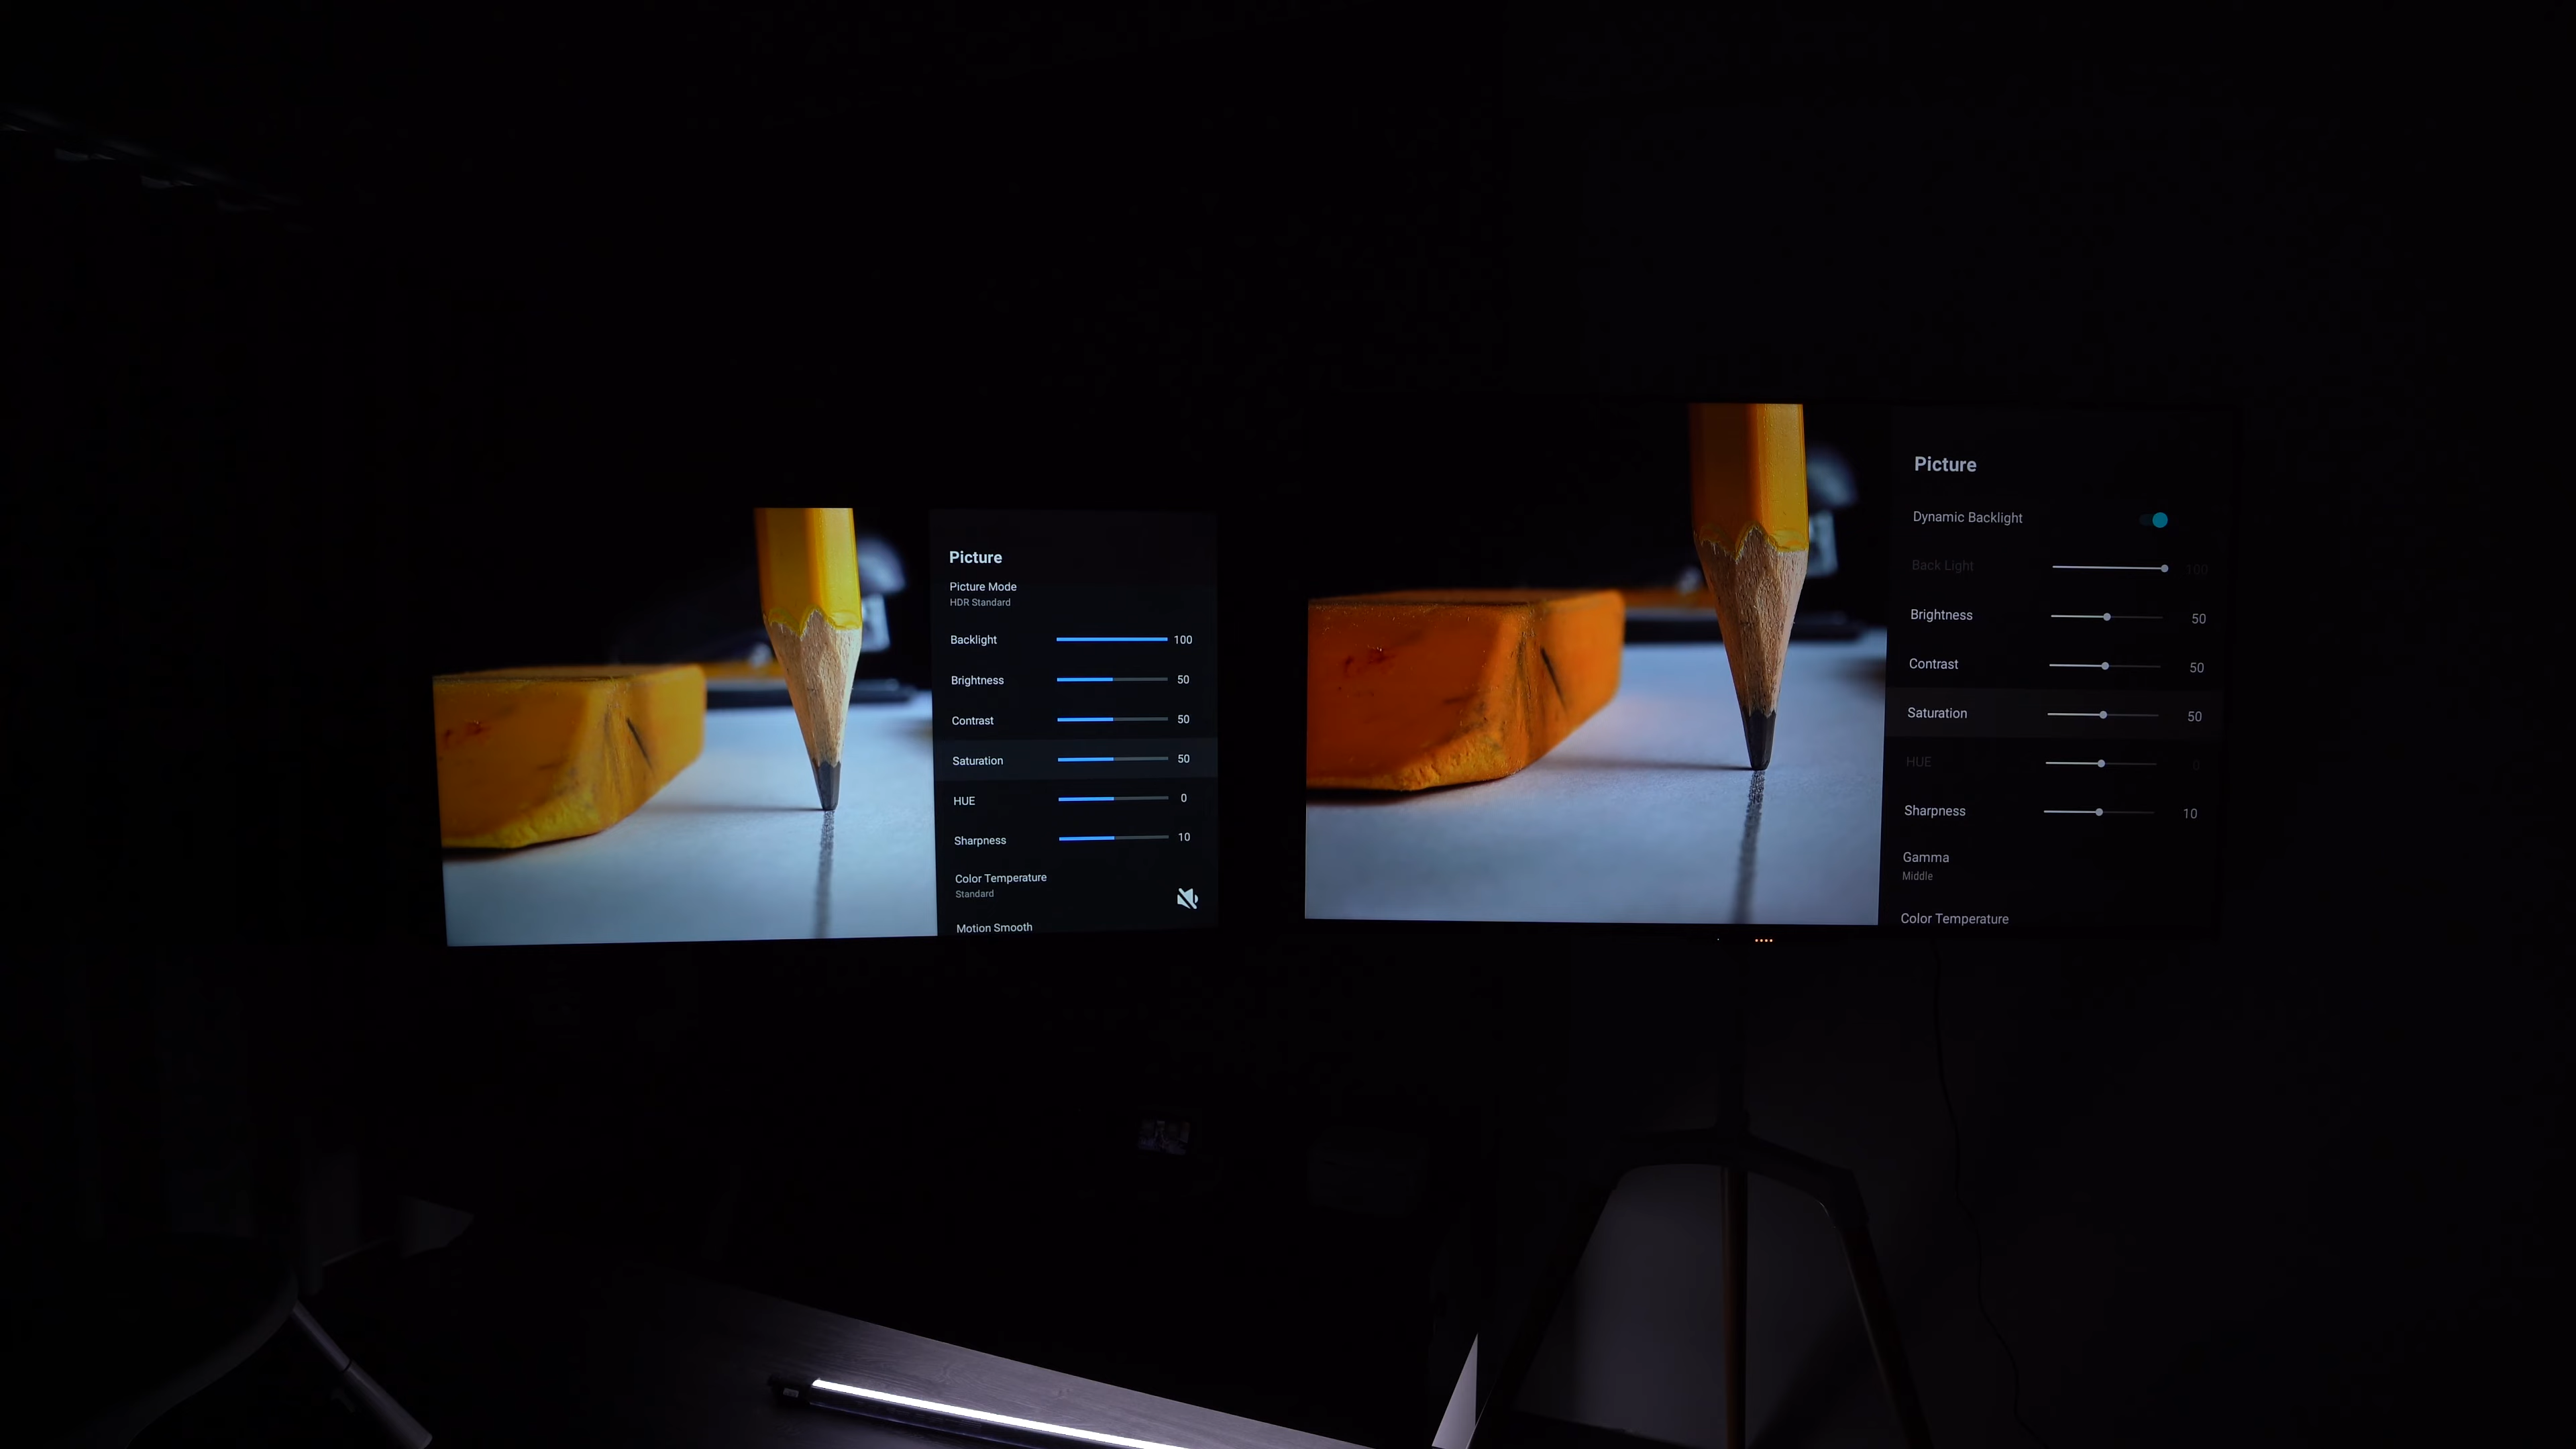 Picture
Picture Mode
HDR Standard
Backlight 100
Brightness 50
Contrast 50
Saturation 50
HUE 0
Sharpness 10
Color Temperature
Standard
Motion Smooth
Picture
Dynamic Backlight
Back Light 100
Brightness 50
Contrast 50
Saturation 50
HUE 0
Sharpness 10
Gamma
Middle
Color Temperature